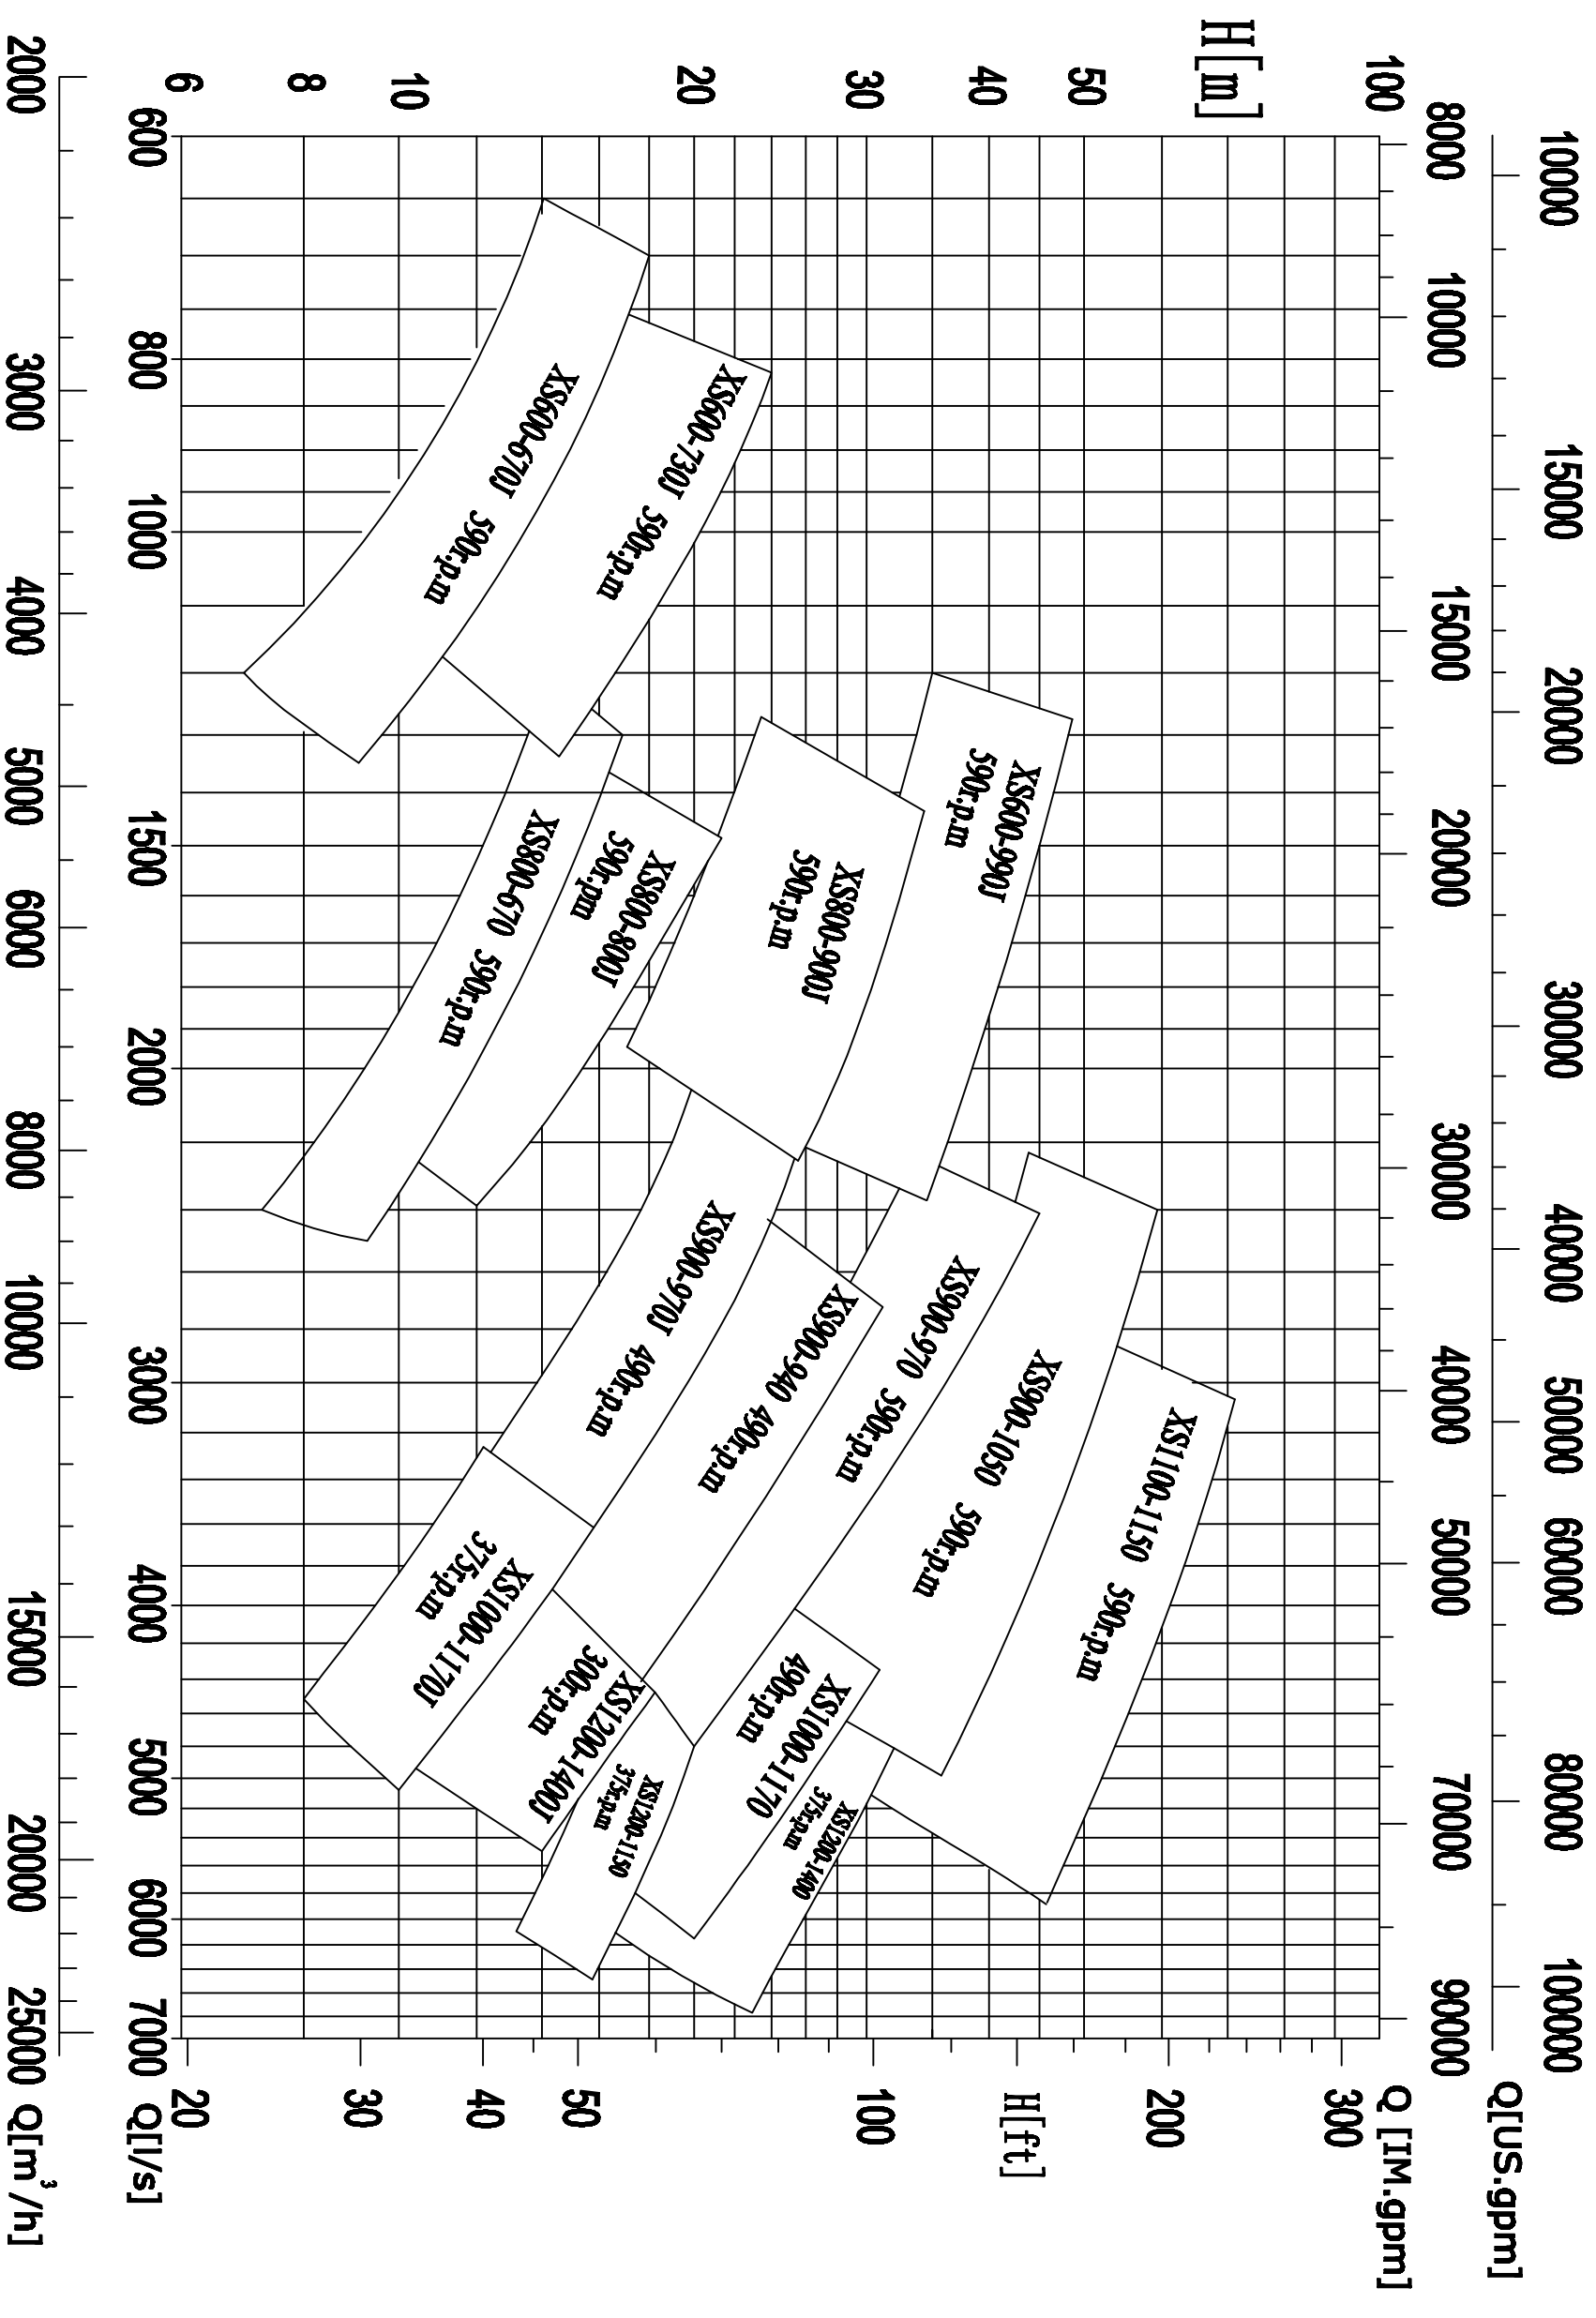 Q[US.gpm]
10000 15000 20000 30000 40000 50000 60000 80000 100000
Q [IM.gpm]
8000 10000 15000 20000 30000 40000 50000 70000 90000
H[m]
100
50
40
30
20
10
8
6
H[ft]
300
200
100
50
40
30
20
XS600-990J
590r.p.m
XS1100-1150 590r.p.m
XS900-1050 590r.p.m
XS800-900J
590r.p.m
XS900-970 590r.p.m
XS600-730J 590r.p.m
XS900-940 490r.p.m
XS1000-1170
490r.p.m
XS1200-1400
375r.p.m
XS600-670J 590r.p.m
XS800-800J
590r.pm
XS900-970J 490r.p.m
XS800-670 590r.p.m
XS1200-1400J
300r.p.m
XS1200-1150
375r.p.m
XS1000-1170J
375r.p.m
600 800 1000 1500 2000 3000 4000 5000 6000 7000 Q[l/s]
2000 3000 4000 5000 6000 8000 10000 15000 20000 25000 Q[m³/h]